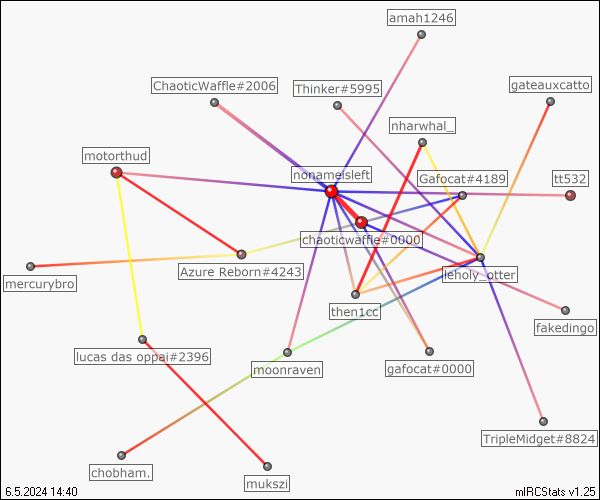 amah1246
ChaoticWaffle#2006
Thinker#5995
gateauxcatto
nharwhal_
motorthud
nonameisleft
Gafocat#4189
tt532
chaoticwaffle#0000
Azure Reborn#4243
leholy_otter
mercurybro
then1cc
fakedingo
lucas das oppai#2396
moonraven
gafocat#0000
TripleMidget#8824
chobham.
mukszi
6.5.2024 14:40
mIRCStats v1.25